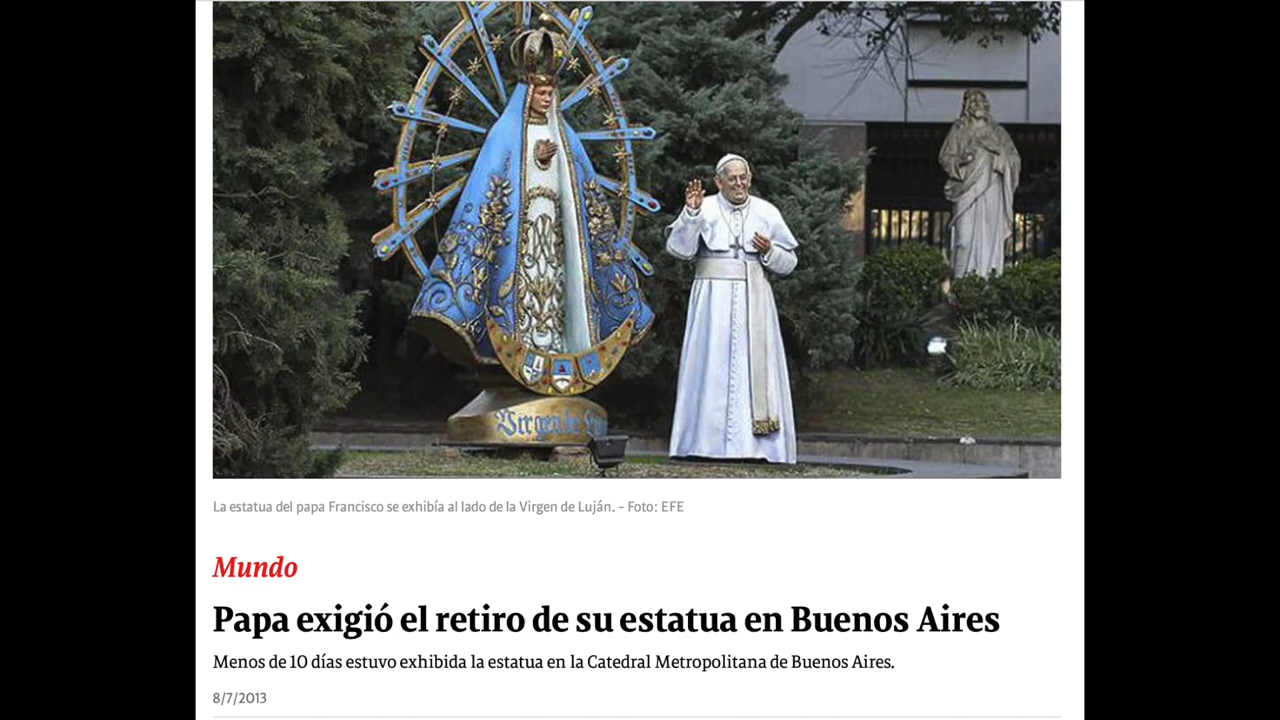 Virgen de
La estatua del papa Francisco se exhibía al lado de la Virgen de Luján. - Foto: EFE
Mundo
Papa exigió el retiro de su estatua en Buenos Aires
Menos de 10 días estuvo exhibida la estatua en la Catedral Metropolitana de Buenos Aires.
8/7/2013